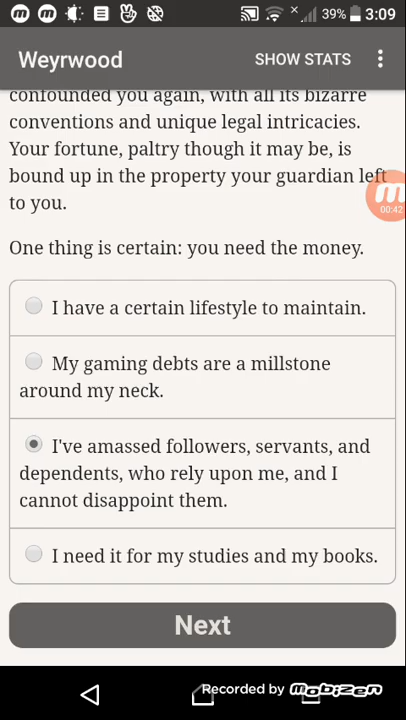 39% 3:09
Weyrwood SHOW STATS
confounded you again, with all its bizarre
conventions and unique legal intricacies.
Your fortune, paltry though it may be, is
bound up in the property your guardian left
to you.
00:42
One thing is certain: you need the money.
I have a certain lifestyle to maintain.
My gaming debts are a millstone
around my neck.
I've amassed followers, servants, and
dependents, who rely upon me, and I
cannot disappoint them.
I need it for my studies and my books.
Next
Recorded by mobizen